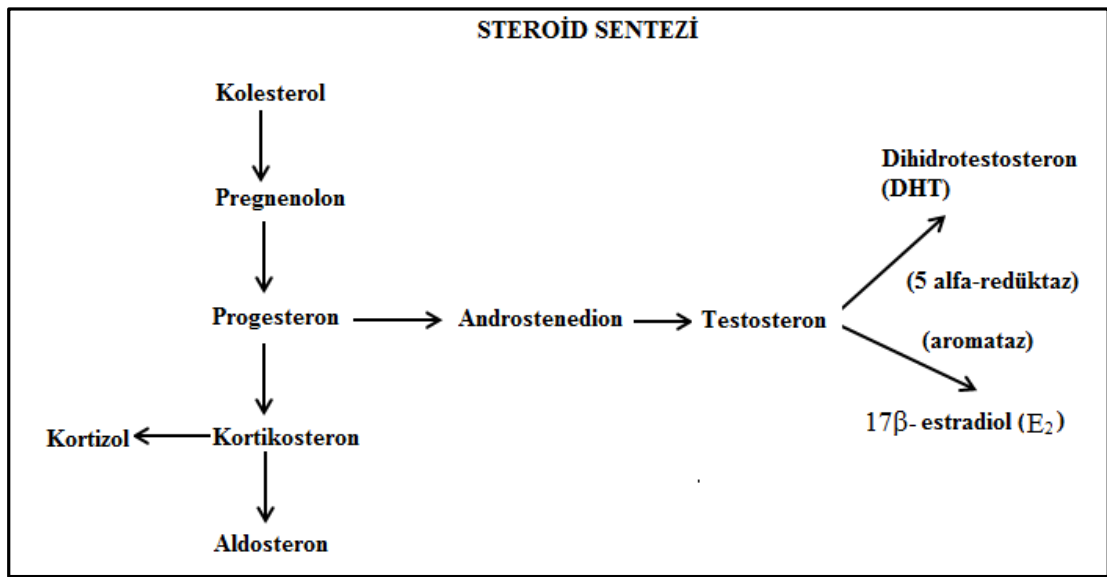 STEROİD SENTEZİ
Kolesterol
Pregnenolon
Progesteron
Androstenedion
Testosteron
Dihidrotestosteron
(DHT)
(5 alfa-redüktaz)
(aromataz)
17β- estradiol (E₂)
Kortizol
Kortikosteron
Aldosteron